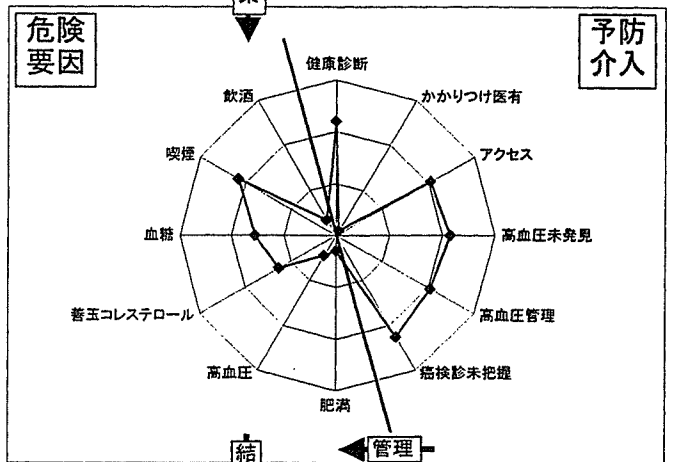 危険
要因
予防
介入
健康診断
飲酒
かかりつけ医有
喫煙
アクセス
血糖
高血圧未発見
善玉コレステロール
高血圧管理
高血圧
癌検診未把握
肥満
結
管理